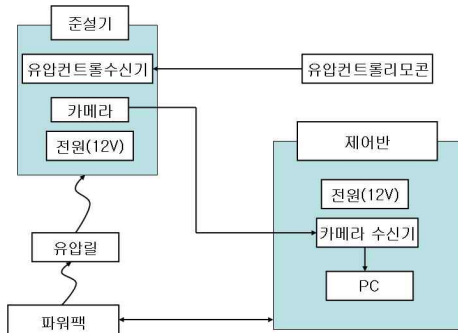 준설기
유압컨트롤수신기
유압컨트롤리모콘
카메라
전원(12V)
제어반
전원(12V)
카메라 수신기
유압릴
PC
파워팩